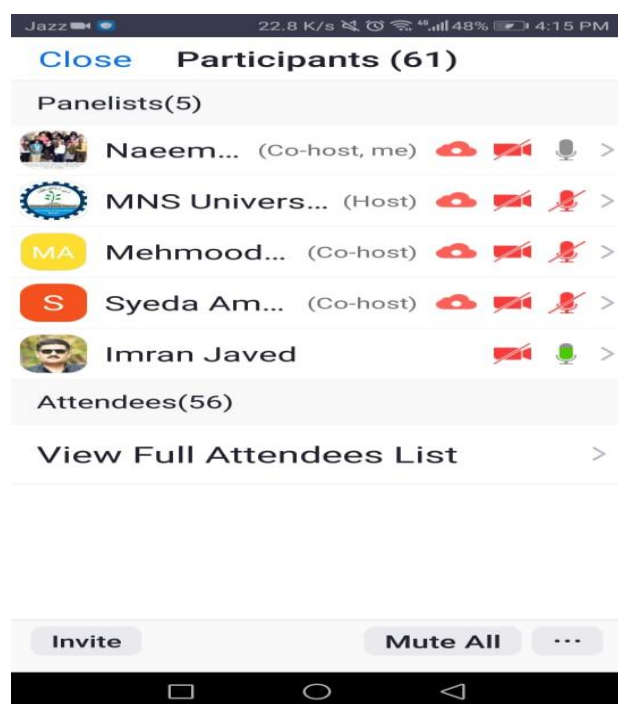 Jazz 22.8 K/s 46 48% 4:15 PM
Close Participants (61)
Panelists(5)
Naeem... (Co-host, me)
MNS Univers... (Host)
MA Mehmood... (Co-host)
S Syeda Am... (Co-host)
Imran Javed
Attendees(56)
View Full Attendees List
Invite Mute All ...